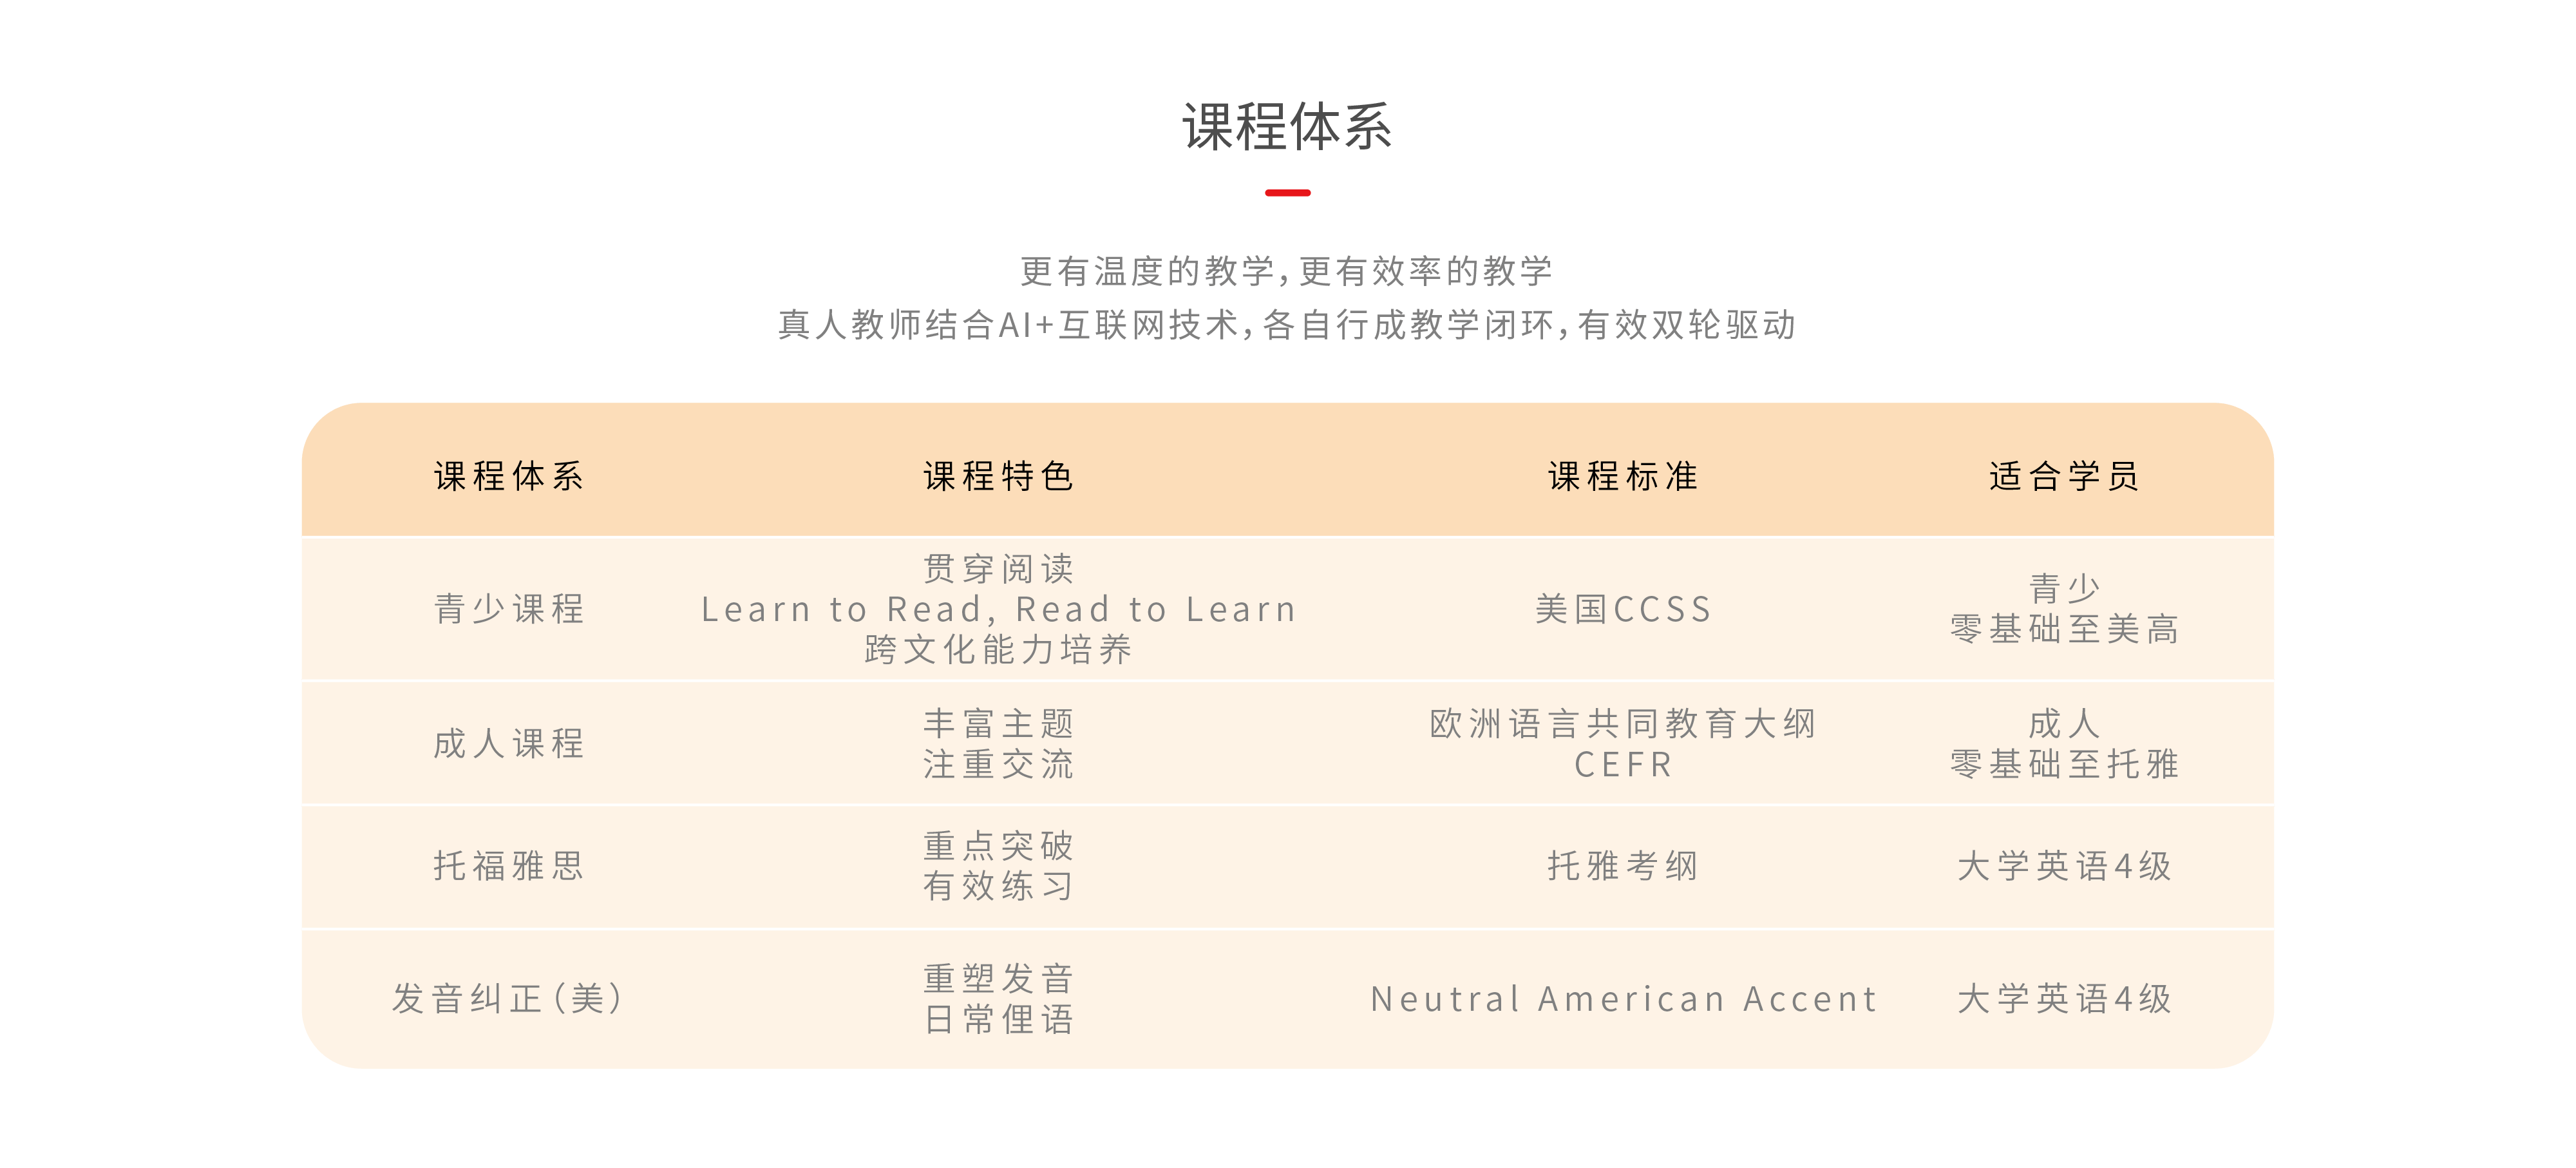 课程体系
更有温度的教学，更有效率的教学
真人教师结合AI+互联网技术，各自行成教学闭环，有效双轮驱动
课程体系 课程特色 课程标准 适合学员
青少课程
贯穿阅读
Learn to Read, Read to Learn
跨文化能力培养
美国CCSS
青少
零基础至美高
成人课程
丰富主题
注重交流
欧洲语言共同教育大纲
CEFR
成人
零基础至托雅
托福雅思
重点突破
有效练习
托雅考纲
大学英语4级
发音纠正（美）
重塑发音
日常俚语
Neutral American Accent
大学英语4级